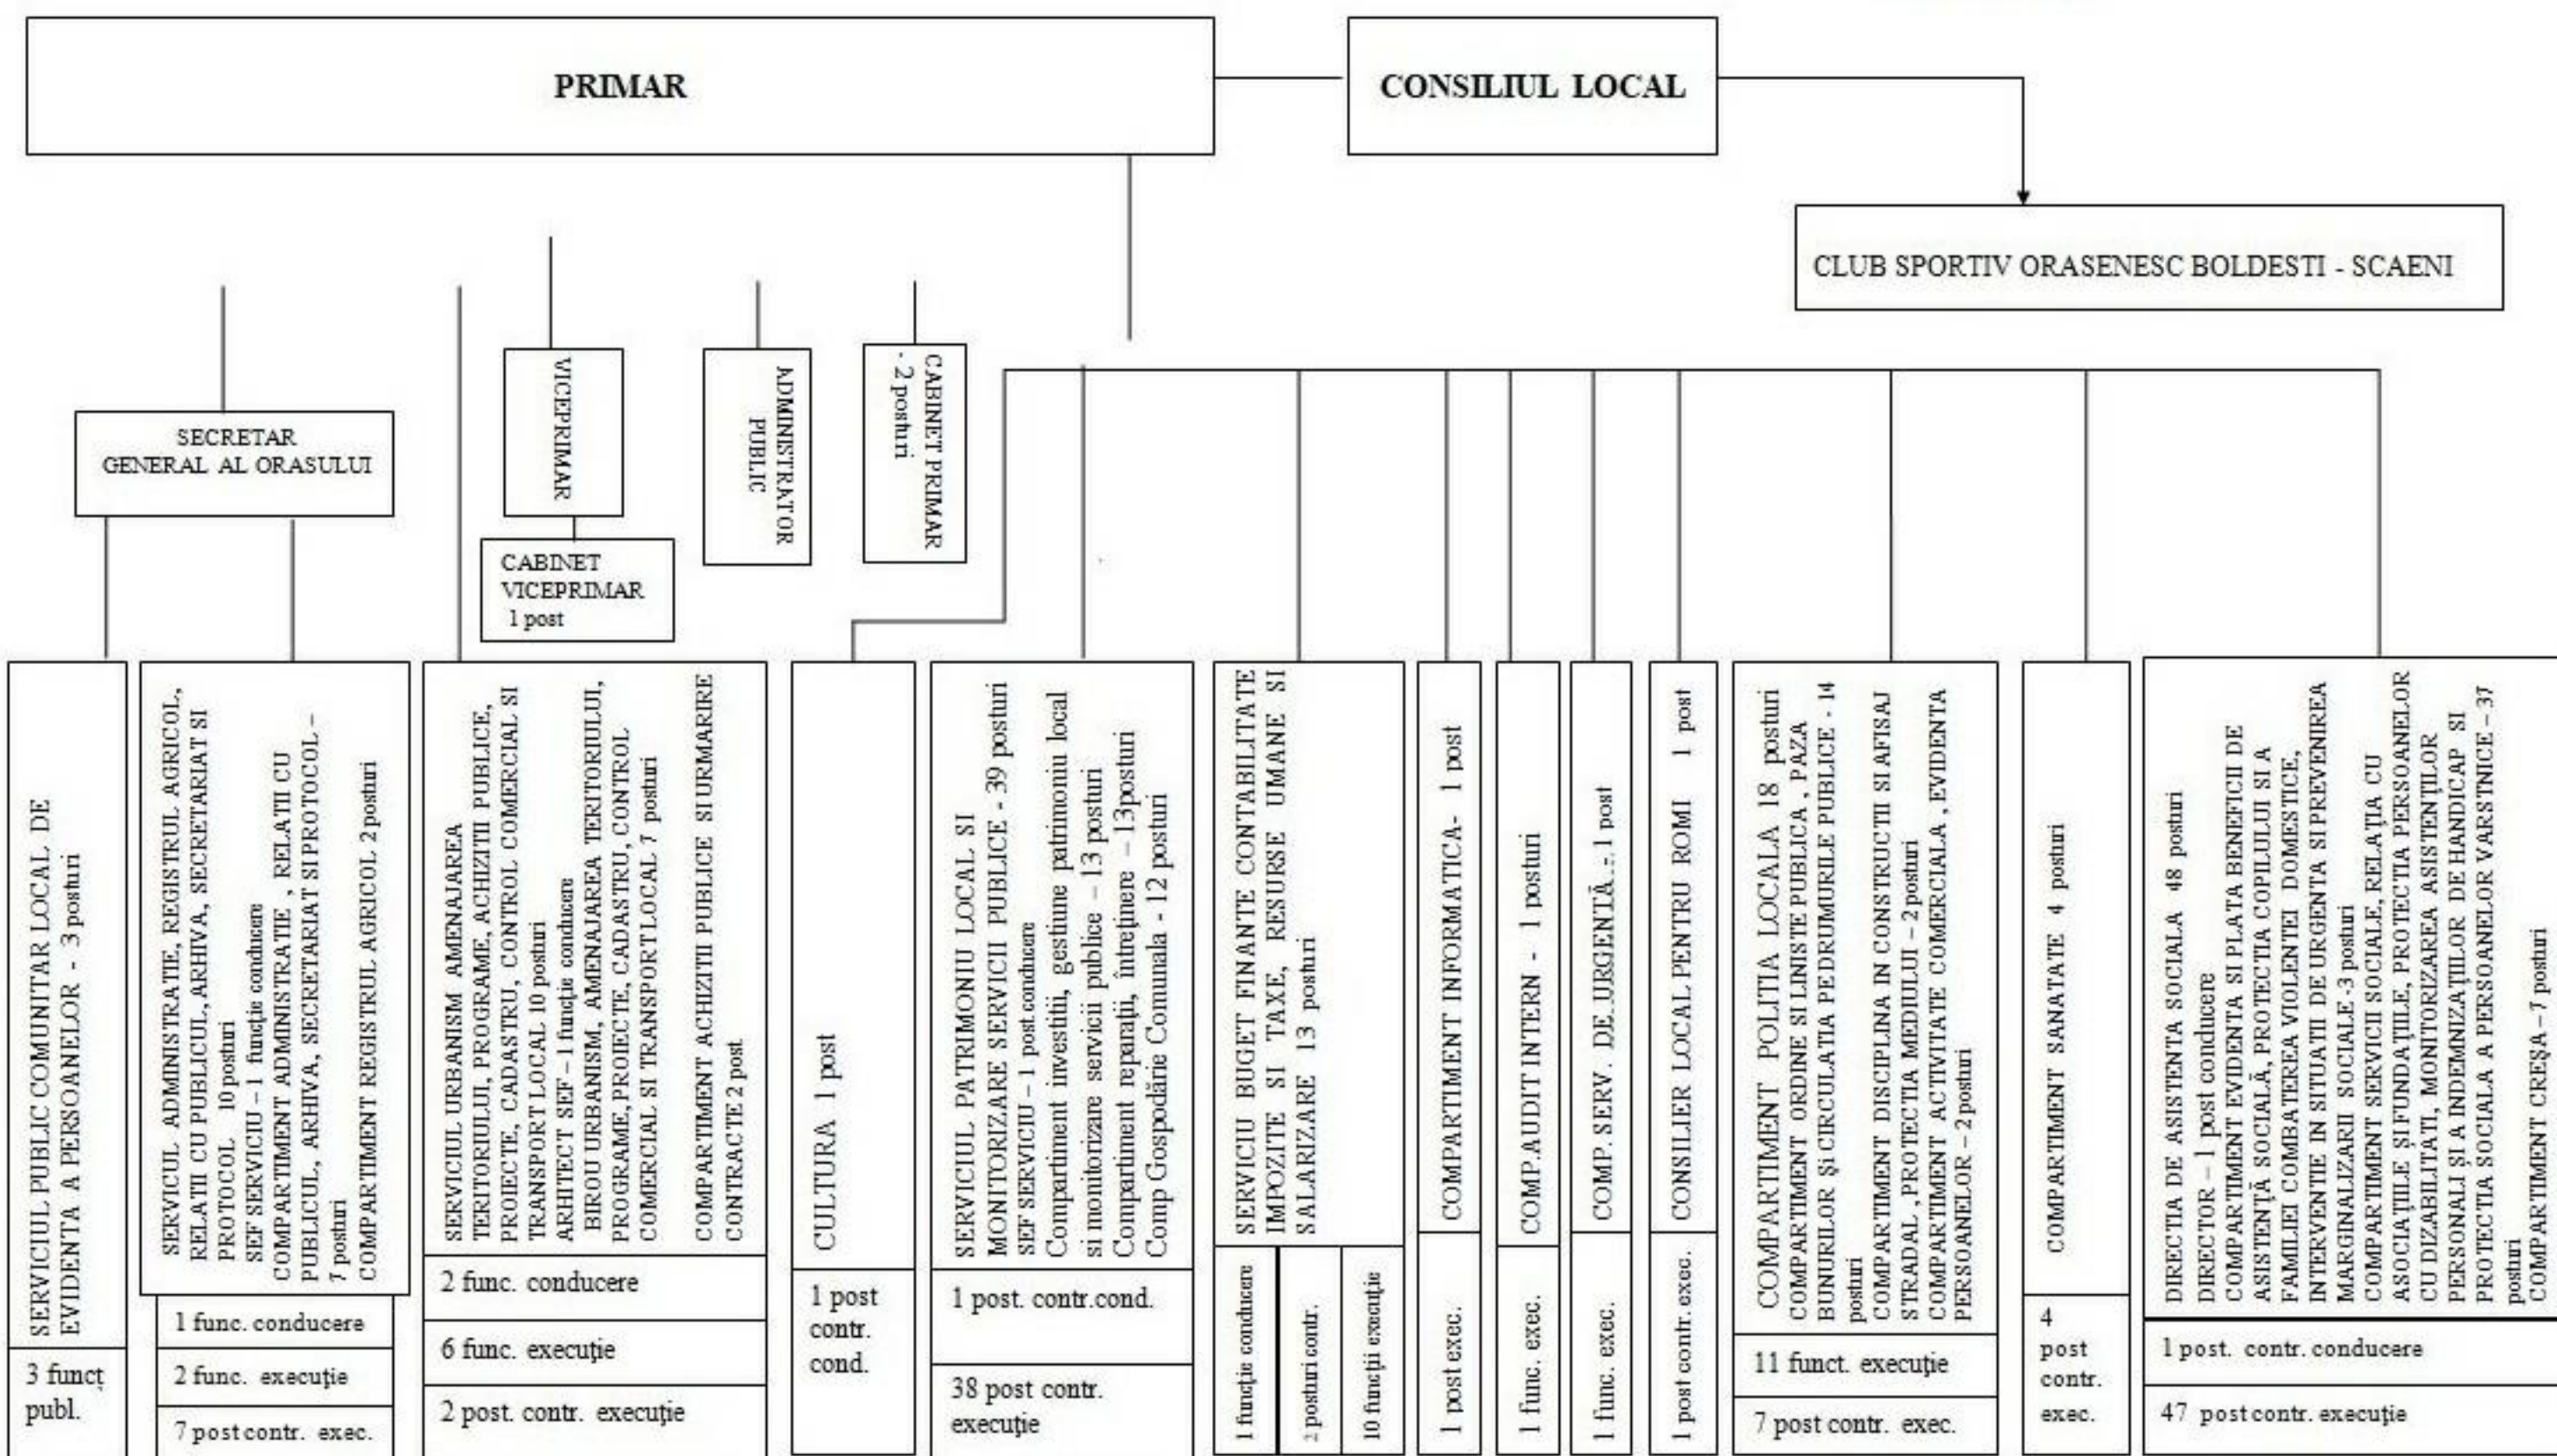 PRIMAR
CONSILIUL LOCAL
CLUB SPORTIV ORASENESC BOLDESTI - SCAENI
SECRETAR
GENERAL AL ORASULUI
VICEPRIMAR
CABINET
VICEPRIMAR
1 post
ADMINISTRATOR
PUBLIC
CABINET PRIMAR
- 2 posturi
SERVICIUL PUBLIC COMUNITAR LOCAL DE
EVIDENTA A PERSOANELOR - 3 posturi
3 funcț
publ.
SERVICUL ADMINISTRATIE, REGISTRUL AGRICOL,
RELATII CU PUBLICUL, ARHIVA, SECRETARIAT SI
PROTOCOL 10 posturi
SEF SERVICIU – 1 funcție conducere
COMPARTIMENT ADMINISTRATIE , RELATII CU
PUBLICUL, ARHIVA, SECRETARIAT SI PROTOCOL –
7 posturi
COMPARTIMENT REGISTRUL AGRICOL 2 posturi
1 func. conducere
2 func. execuție
7 post contr. exec.
SERVICIUL URBANISM AMENAJAREA
TERITORIULUI, PROGRAME, ACHIZITII PUBLICE,
PROIECTE, CADASTRU, CONTROL COMERCIAL SI
TRANSPORT LOCAL 10 posturi
ARHITECT SEF – 1 funcție conducere
BIROU URBANISM, AMENAJAREA TERITORIULUI,
PROGRAME, PROIECTE, CADASTRU, CONTROL
COMERCIAL SI TRANSPORT LOCAL 7 posturi
COMPARTIMENT ACHIZITII PUBLICE SI URMARIRE
CONTRACTE 2 post
2 func. conducere
6 func. execuție
2 post. contr. execuție
CULTURA 1 post
1 post
contr.
cond.
SERVICIUL PATRIMONIU LOCAL SI
MONITORIZARE SERVICII PUBLICE - 39 posturi
SEF SERVICIU – 1 post conducere
Compartiment investitii, gestiune patrimoniu local
si monitorizare servicii publice – 13 posturi
Compartiment reparații, întreținere – 13posturi
Comp Gospodărie Comunala - 12 posturi
1 post. contr.cond.
38 post contr.
execuție
SERVICIU BUGET FINANTE CONTABILITATE
IMPOZITE SI TAXE, RESURSE UMANE SI
SALARIZARE 13 posturi
1 funcție conducere
2 posturi contr.
10 funcții execuție
COMPARTIMENT INFORMATICA- 1 post
1 post exec.
COMP.AUDIT INTERN - 1 posturi
1 func. exec.
COMP. SERV. DE URGENTĂ - 1 post
1 func. exec.
CONSILIER LOCAL PENTRU ROMI 1 post
1 post contr. exec.
COMPARTIMENT POLITIA LOCALA 18 posturi
COMPARTIMENT ORDINE SI LINISTE PUBLICA , PAZA
BUNURILOR Şi CIRCULATIA PE DRUMURILE PUBLICE - 14
posturi
COMPARTIMENT DISCIPLINA IN CONSTRUCTII SI AFISAJ
STRADAL , PROTECTIA MEDIULUI – 2 posturi
COMPARTIMENT ACTIVITATE COMERCIALA , EVIDENTA
PERSOANELOR – 2 posturi
11 funct. execuție
7 post contr. exec.
COMPARTIMENT SANATATE 4 posturi
4
post
contr.
exec.
DIRECTIA DE ASISTENTA SOCIALA 48 posturi
DIRECTOR – 1 post conducere
COMPARTIMENT EVIDENTA SI PLATA BENEFICII DE
ASISTENŢĂ SOCIALĂ, PROTECTIA COPILULUI SI A
FAMILIEI COMBATEREA VIOLENTEI DOMESTICE,
INTERVENTIE IN SITUATII DE URGENTA SI PREVENIREA
MARGINALIZARII SOCIALE -3 posturi
COMPARTIMENT SERVICII SOCIALE, RELAŢIA CU
ASOCIAŢIILE ŞI FUNDAŢIILE, PROTECTIA PERSOANELOR
CU DIZABILITATI, MONITORIZAREA ASISTENŢILOR
PERSONALI ȘI A INDEMNIZAŢIILOR DE HANDICAP SI
PROTECTIA SOCIALA A PERSOANELOR VARSTNICE – 37
posturi
COMPARTIMENT CREȘA – 7 posturi
1 post. contr. conducere
47 post contr. execuție